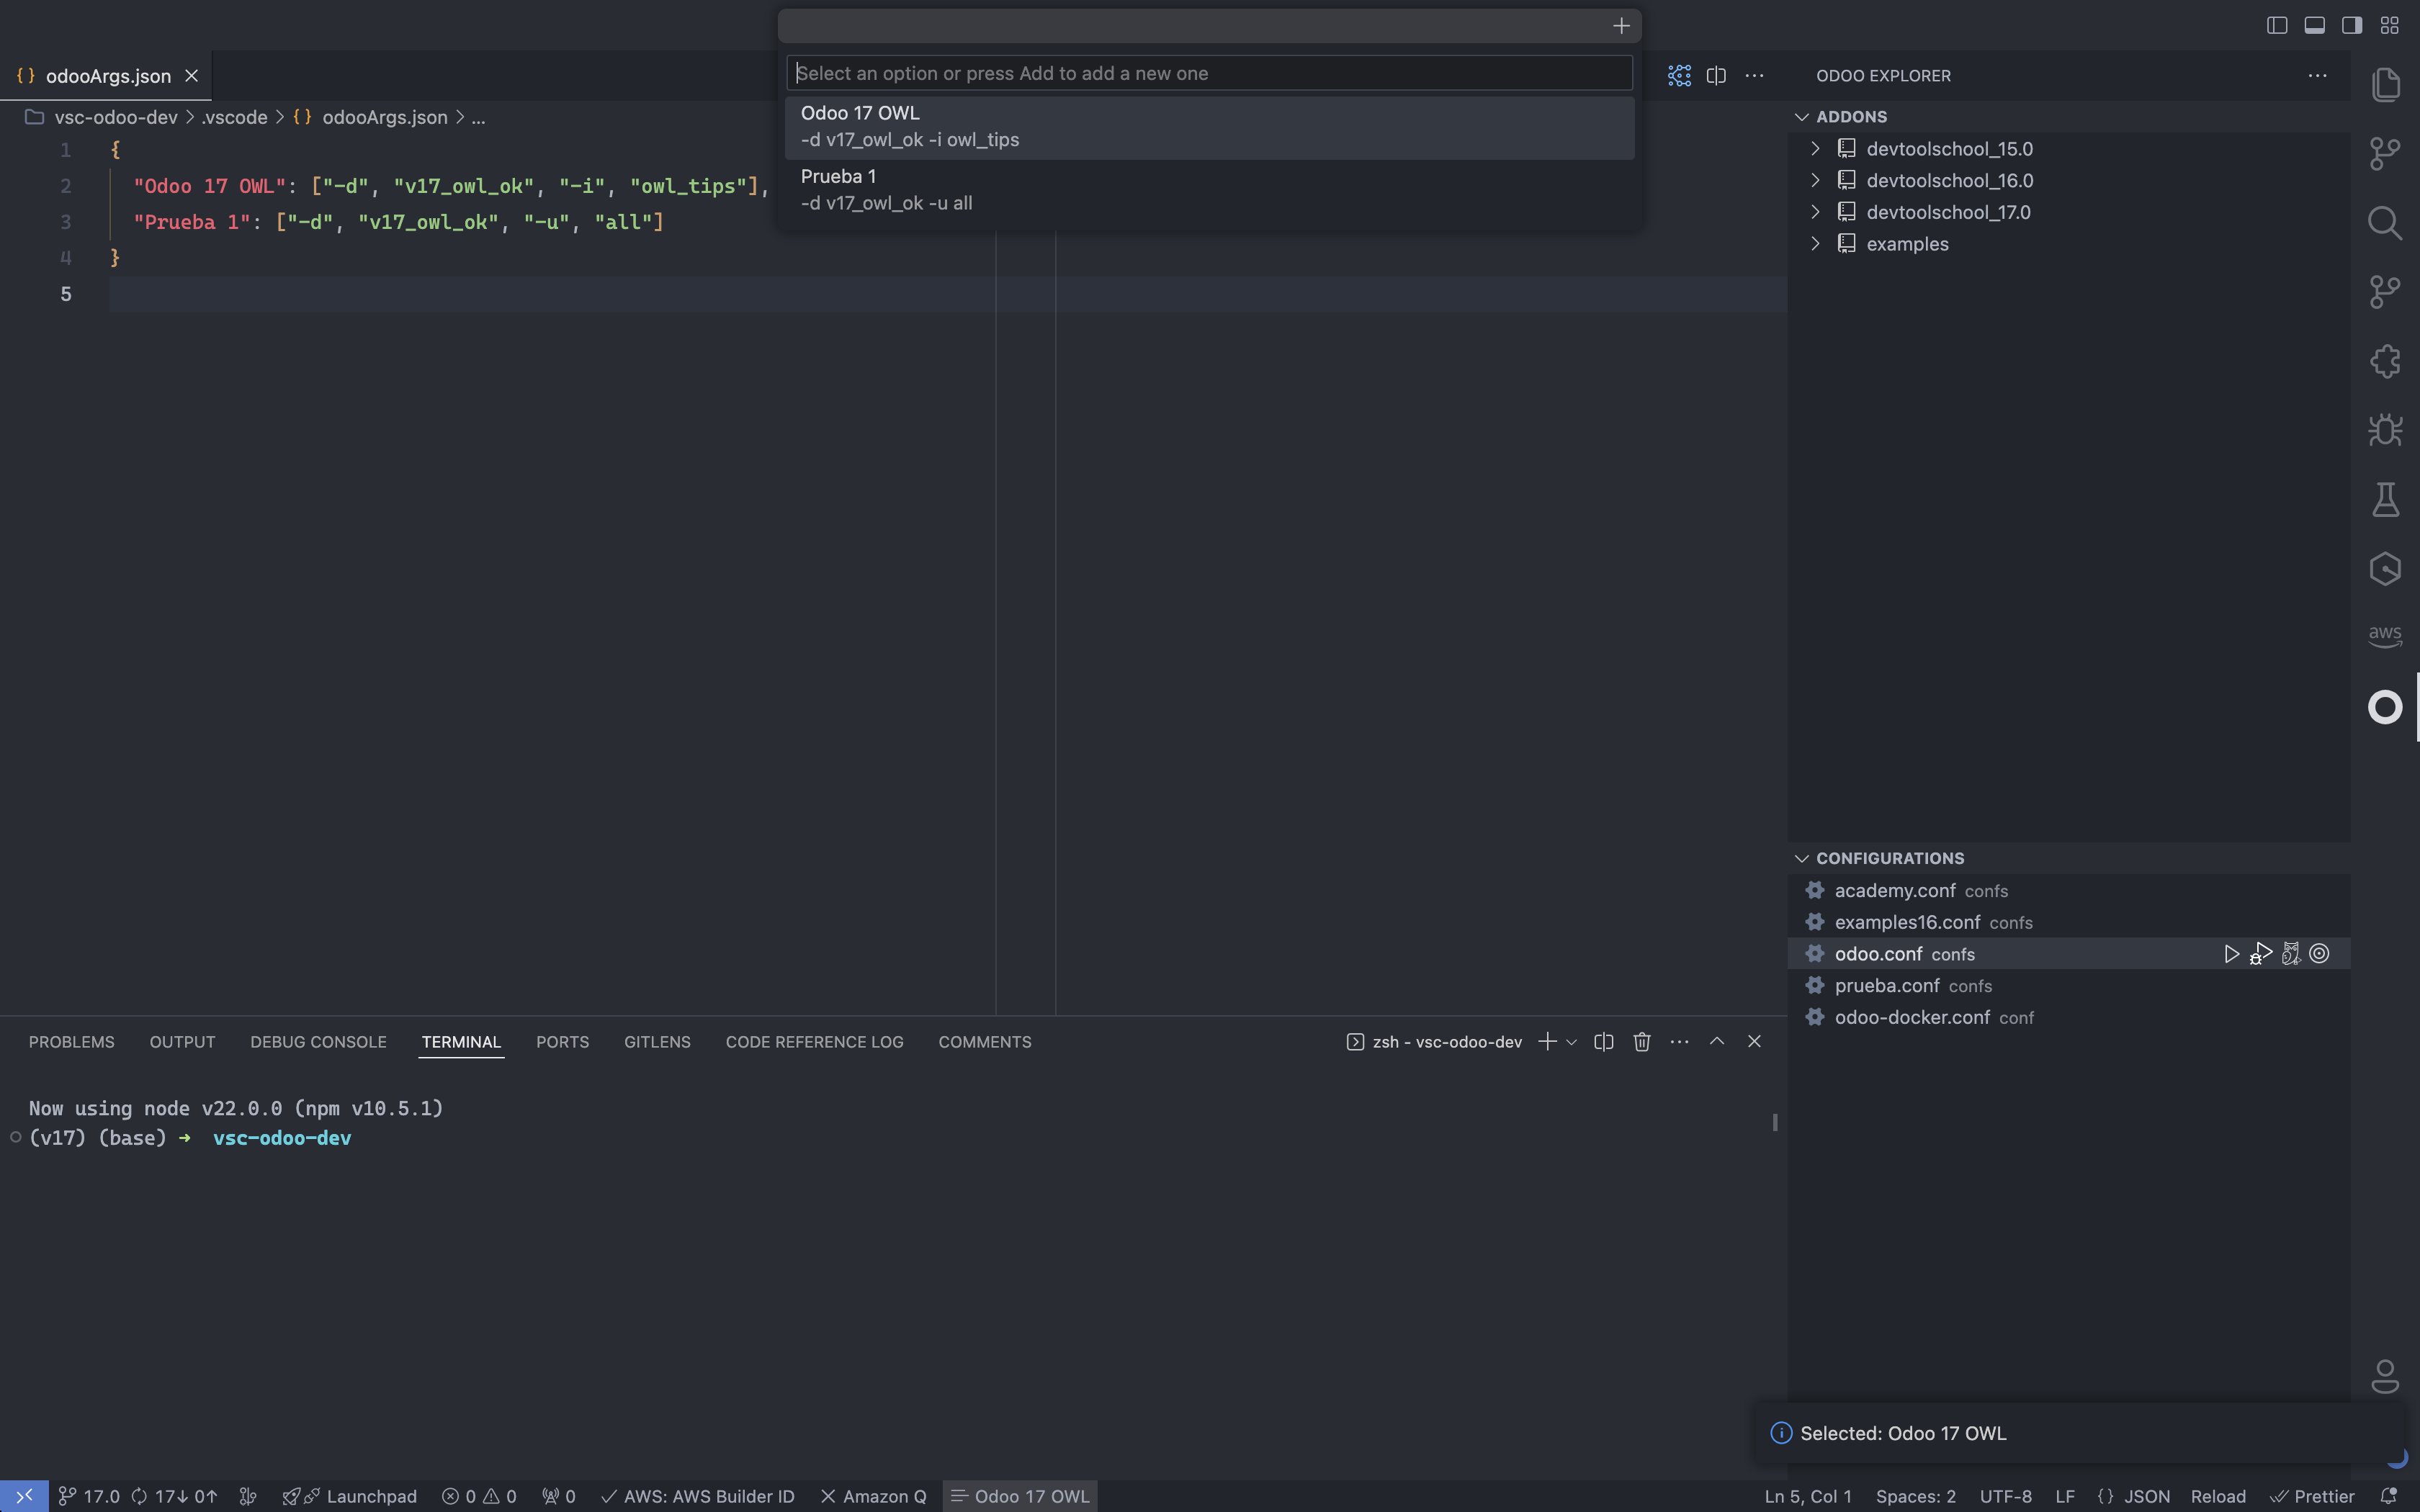 Select an option or press Add to add a new one
Odoo 17 OWL
-d v17_owl_ok -i owl_tips
Prueba 1
-d v17_owl_ok -u all
{} odooArgs.json
vsc-odoo-dev > .vscode > {} odooArgs.json > ...
1 {
2 "Odoo 17 OWL": ["-d", "v17_owl_ok", "-i", "owl_tips"],
3 "Prueba 1": ["-d", "v17_owl_ok", "-u", "all"]
4 }
5
ODOO EXPLORER
ADDONS
devtoolschool_15.0
devtoolschool_16.0
devtoolschool_17.0
examples
aws
CONFIGURATIONS
academy.conf confs
examples16.conf confs
odoo.conf confs
prueba.conf confs
odoo-docker.conf conf
PROBLEMS OUTPUT DEBUG CONSOLE TERMINAL PORTS GITLENS CODE REFERENCE LOG COMMENTS zsh - vsc-odoo-dev
Now using node v22.0.0 (npm v10.5.1)
(v17) (base) ➜ vsc-odoo-dev
Selected: Odoo 17 OWL
17.0 17↓ 0↑ Launchpad 0 0 0 AWS: AWS Builder ID Amazon Q Odoo 17 OWL Ln 5, Col 1 Spaces: 2 UTF-8 LF {} JSON Reload Prettier